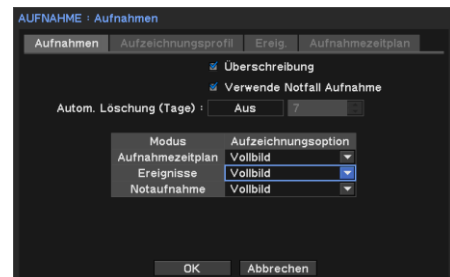 AUFNAHME : Aufnahmen
Aufnahmen Aufzeichnungsprofil Ereig. Aufnahmezeitplan
Überschreibung
Verwende Notfall Aufnahme
Autom. Löschung (Tage) : Aus 7
Modus Aufzeichnungsoption
Aufnahmezeitplan Vollbild
Ereignisse Vollbild
Notaufnahme Vollbild
OK Abbrechen